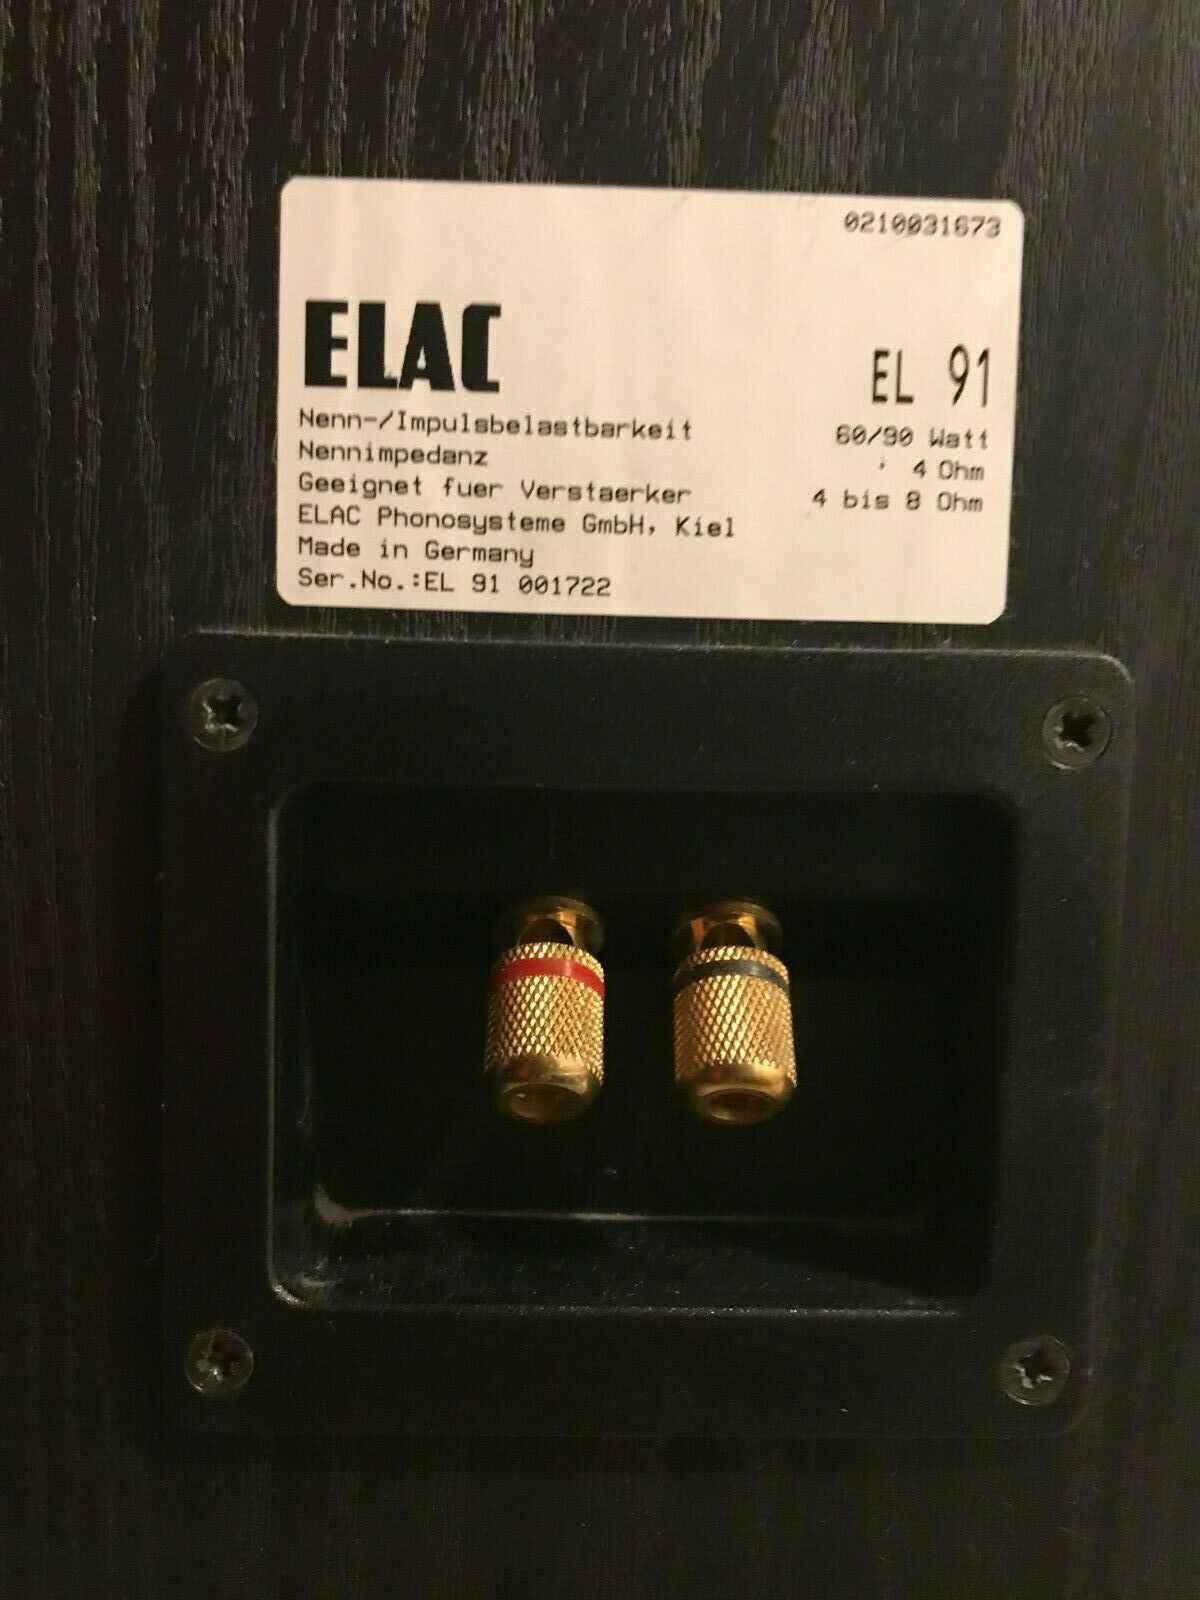 0210031673
ELAC
EL 91
Nenn-/Impulsbelastbarkeit 60/90 Watt
Nennimpedanz 4 Ohm
Geeignet fuer Verstaerker 4 bis 8 Ohm
ELAC Phonosysteme GmbH, Kiel
Made in Germany
Ser.No.:EL 91 001722